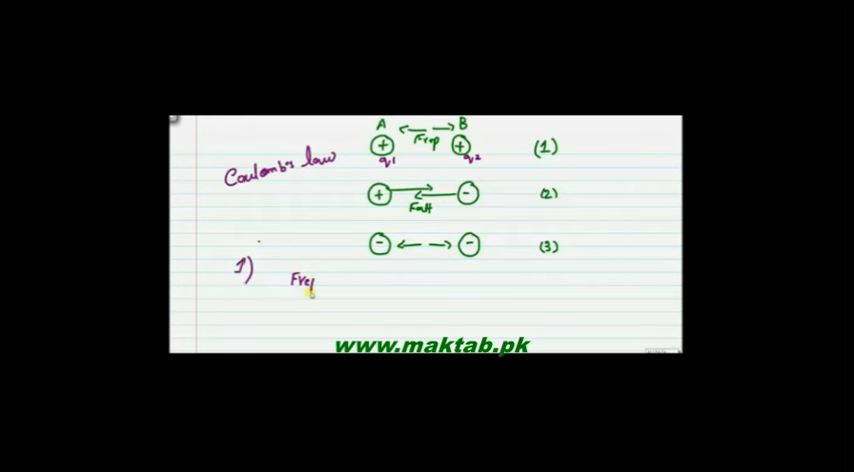 A B
Frep
+ + (1)
q1 q2
Coulomb's law
+ - (2)
Fatt
- - (3)
1)
Frep
www.maktab.pk